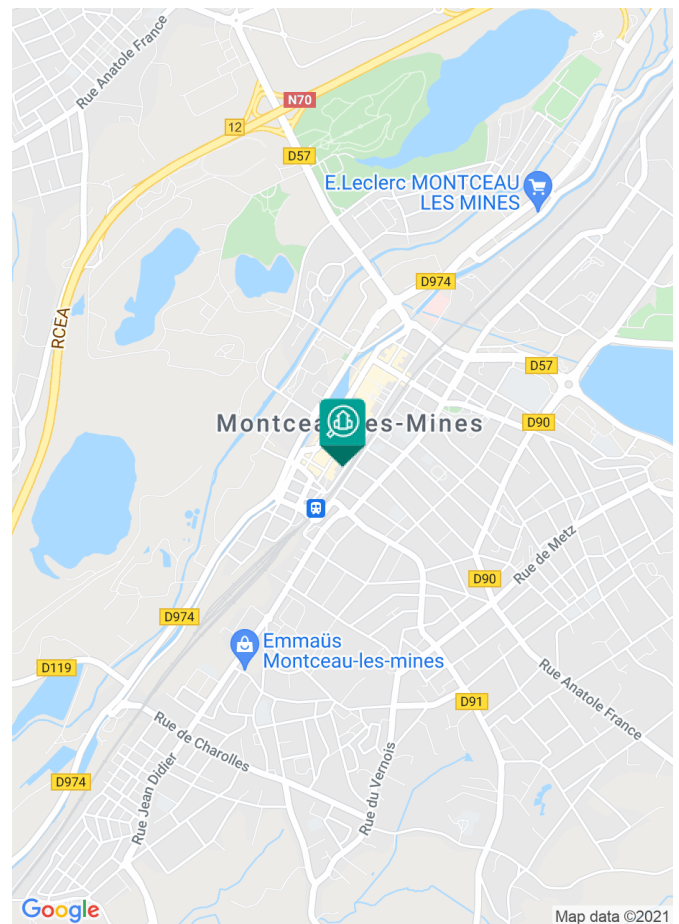 Rue Anatole France
N70
12
D57
E.Leclerc MONTCEAU
LES MINES
D974
RCEA
D57
Montcea
es-Mines
D90
Rue de Metz
D90
D974
Emmaüs
Montceau-les-mines
D119
Rue Anatole France
D91
Rue de Charolles
D974
Rue Jean Didier
Rue du Vernois
Google
Map data ©2021